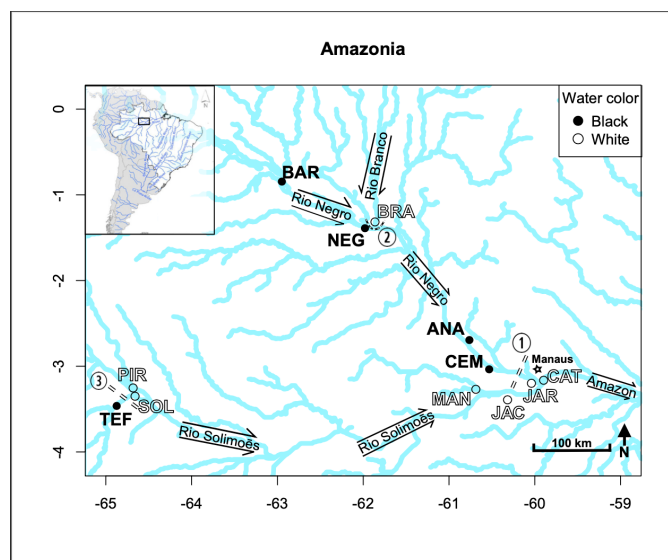 Amazonia
Water color
Black
White
0
-1
-2
-3
-4
-65
-64
-63
-62
-61
-60
-59
BAR
Rio Negro
Rio Branco
BRA
NEG
2
Rio Negro
ANA
CEM
1
Manaus
CAT
Amazon
JAR
JAC
MAN
3
PIR
SOL
TEF
Rio Solimoẽs
Rio Solimoẽs
100 km
N